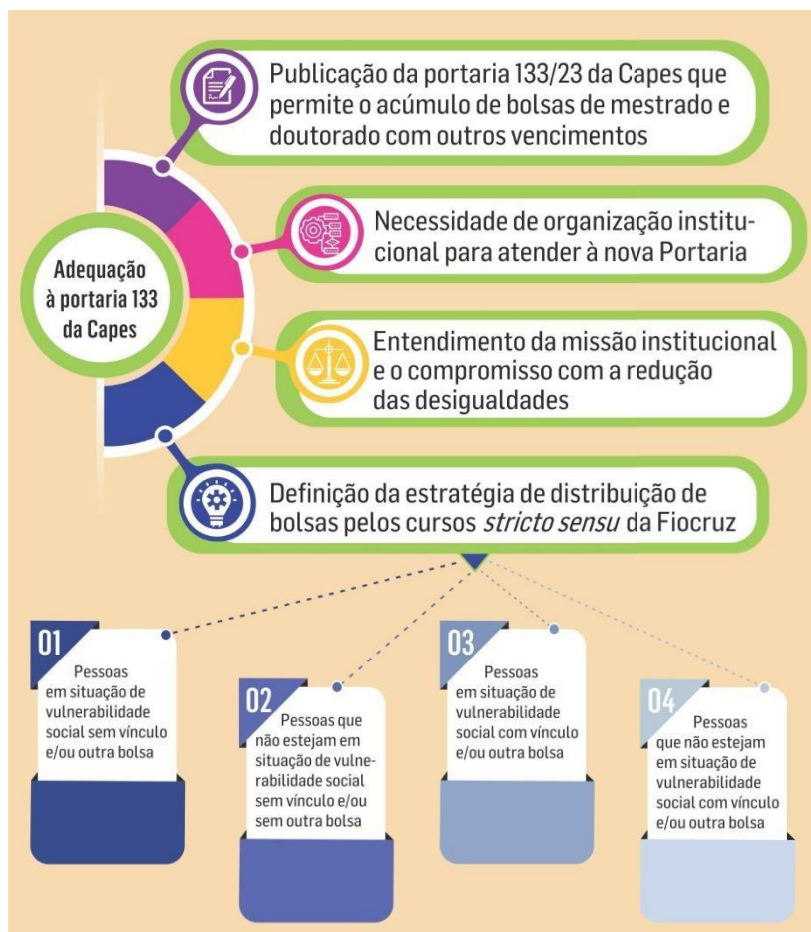 Publicação da portaria 133/23 da Capes que
permite o acúmulo de bolsas de mestrado e
doutorado com outros vencimentos
Necessidade de organização institu-
cional para atender à nova Portaria
Adequação
à portaria 133
da Capes
Entendimento da missão institucional
e o compromisso com a redução
das desigualdades
Definição da estratégia de distribuição de
bolsas pelos cursos stricto sensu da Fiocruz
01
Pessoas
em situação de
vulnerabilidade
social sem vínculo
e/ou outra bolsa
02
Pessoas que
não estejam em
situação de vulne-
rabilidade social
sem vínculo e/ou
sem outra bolsa
03
Pessoas
em situação de
vulnerabilidade
social com vínculo
e/ou outra bolsa
04
Pessoas
que não estejam
em situação de
vulnerabilidade
social com vínculo
e/ou outra bolsa